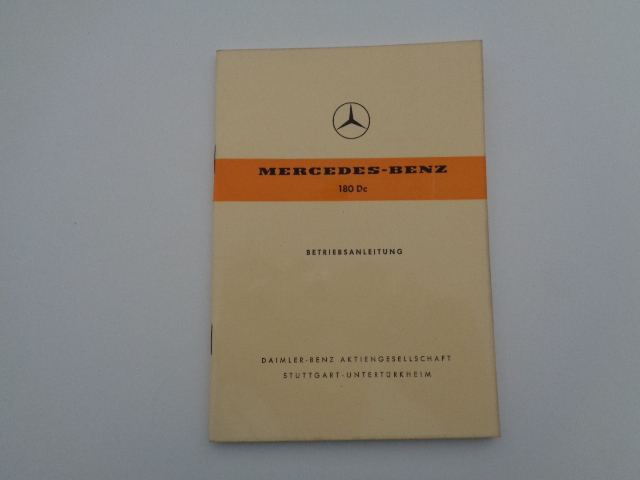 MERCEDES-BENZ
180 Dc
BETRIEBSANLEITUNG
DAIMLER-BENZ AKTIENGESELLSCHAFT
STUTTGART-UNTERTÜRKHEIM